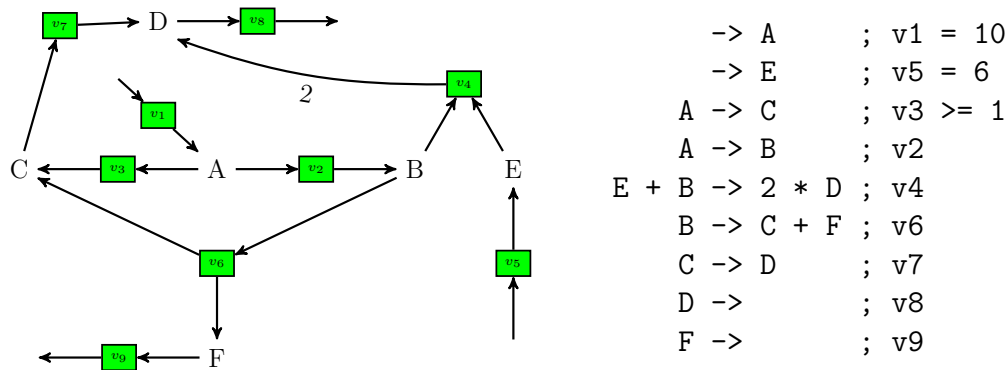 v7 D v8
2 v4
v1
C v3 A v2 B E
v6 v5
v9 F
-> A ; v1 = 10
-> E ; v5 = 6
A -> C ; v3 >= 1
A -> B ; v2
E + B -> 2 * D ; v4
B -> C + F ; v6
C -> D ; v7
D -> ; v8
F -> ; v9